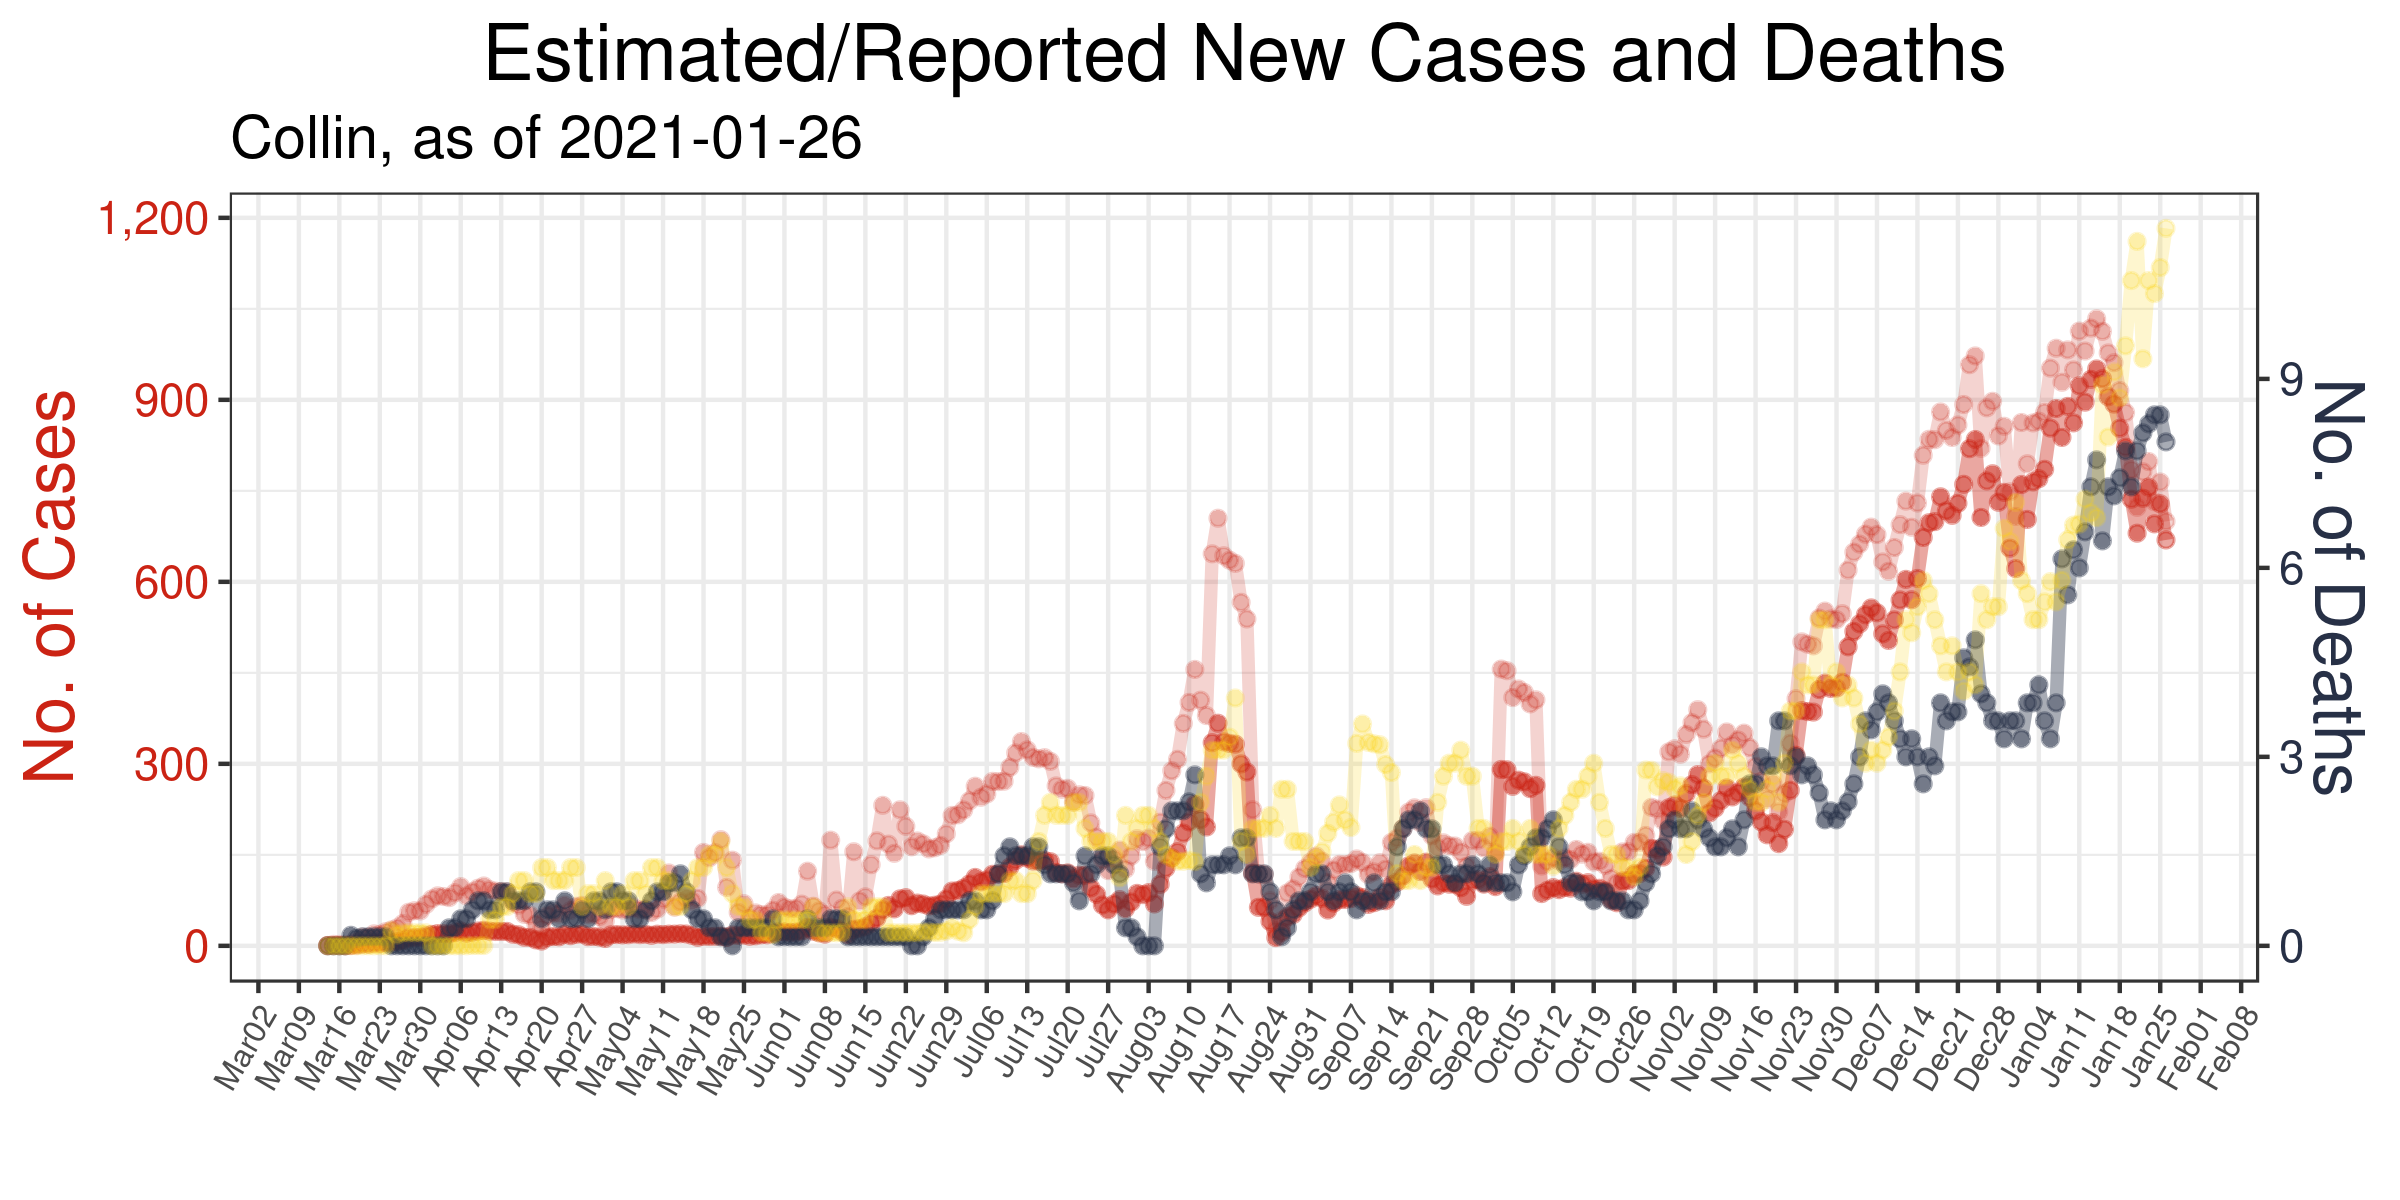 Estimated/Reported New Cases and Deaths
Collin, as of 2021-01-26
No. of Cases
1,200
900
600
300
0
9
6
3
0
No. of Deaths
Mar02
Mar09
Mar16
Mar23
Mar30
Apr06
Apr13
Apr20
Apr27
May04
May11
May18
May25
Jun01
Jun08
Jun15
Jun22
Jun29
Jul06
Jul13
Jul20
Jul27
Aug03
Aug10
Aug17
Aug24
Aug31
Sep07
Sep14
Sep21
Sep28
Oct05
Oct12
Oct19
Oct26
Nov02
Nov09
Nov16
Nov23
Nov30
Dec07
Dec14
Dec21
Dec28
Jan04
Jan11
Jan18
Jan25
Feb01
Feb08